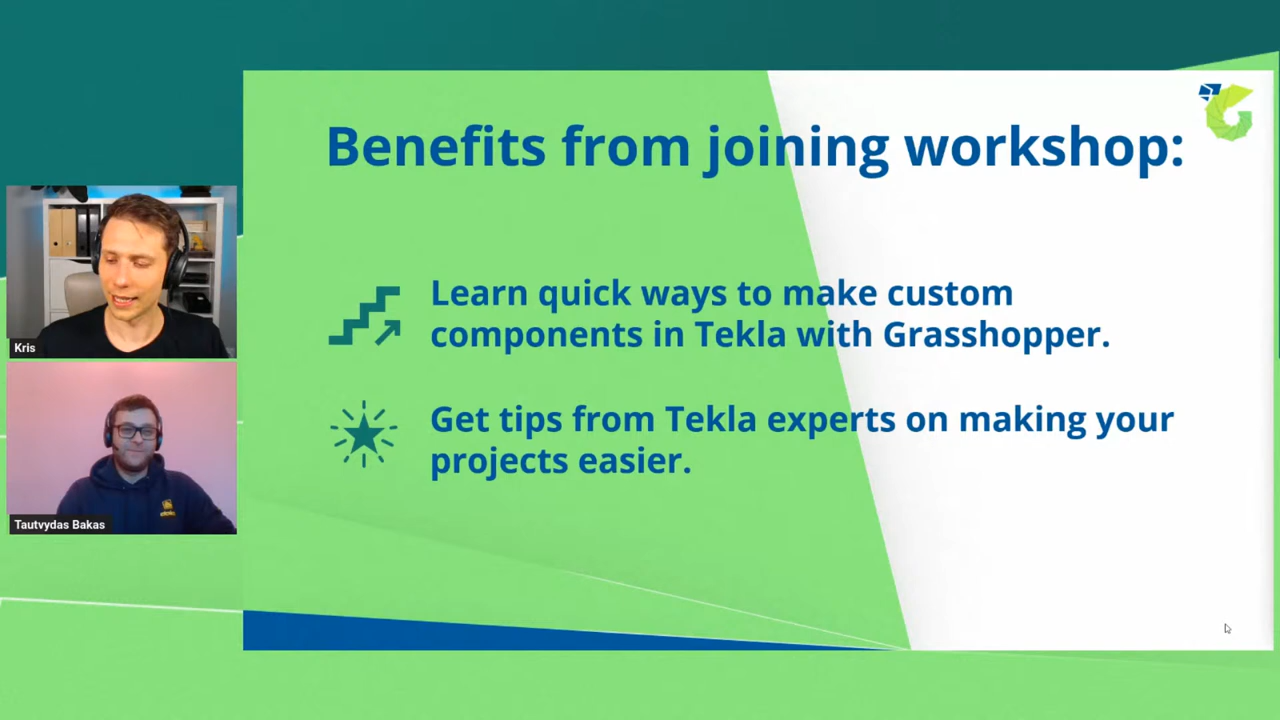 Benefits from joining workshop:
Learn quick ways to make custom
components in Tekla with Grasshopper.
Get tips from Tekla experts on making your
projects easier.
Kris
Tautvydas Bakas